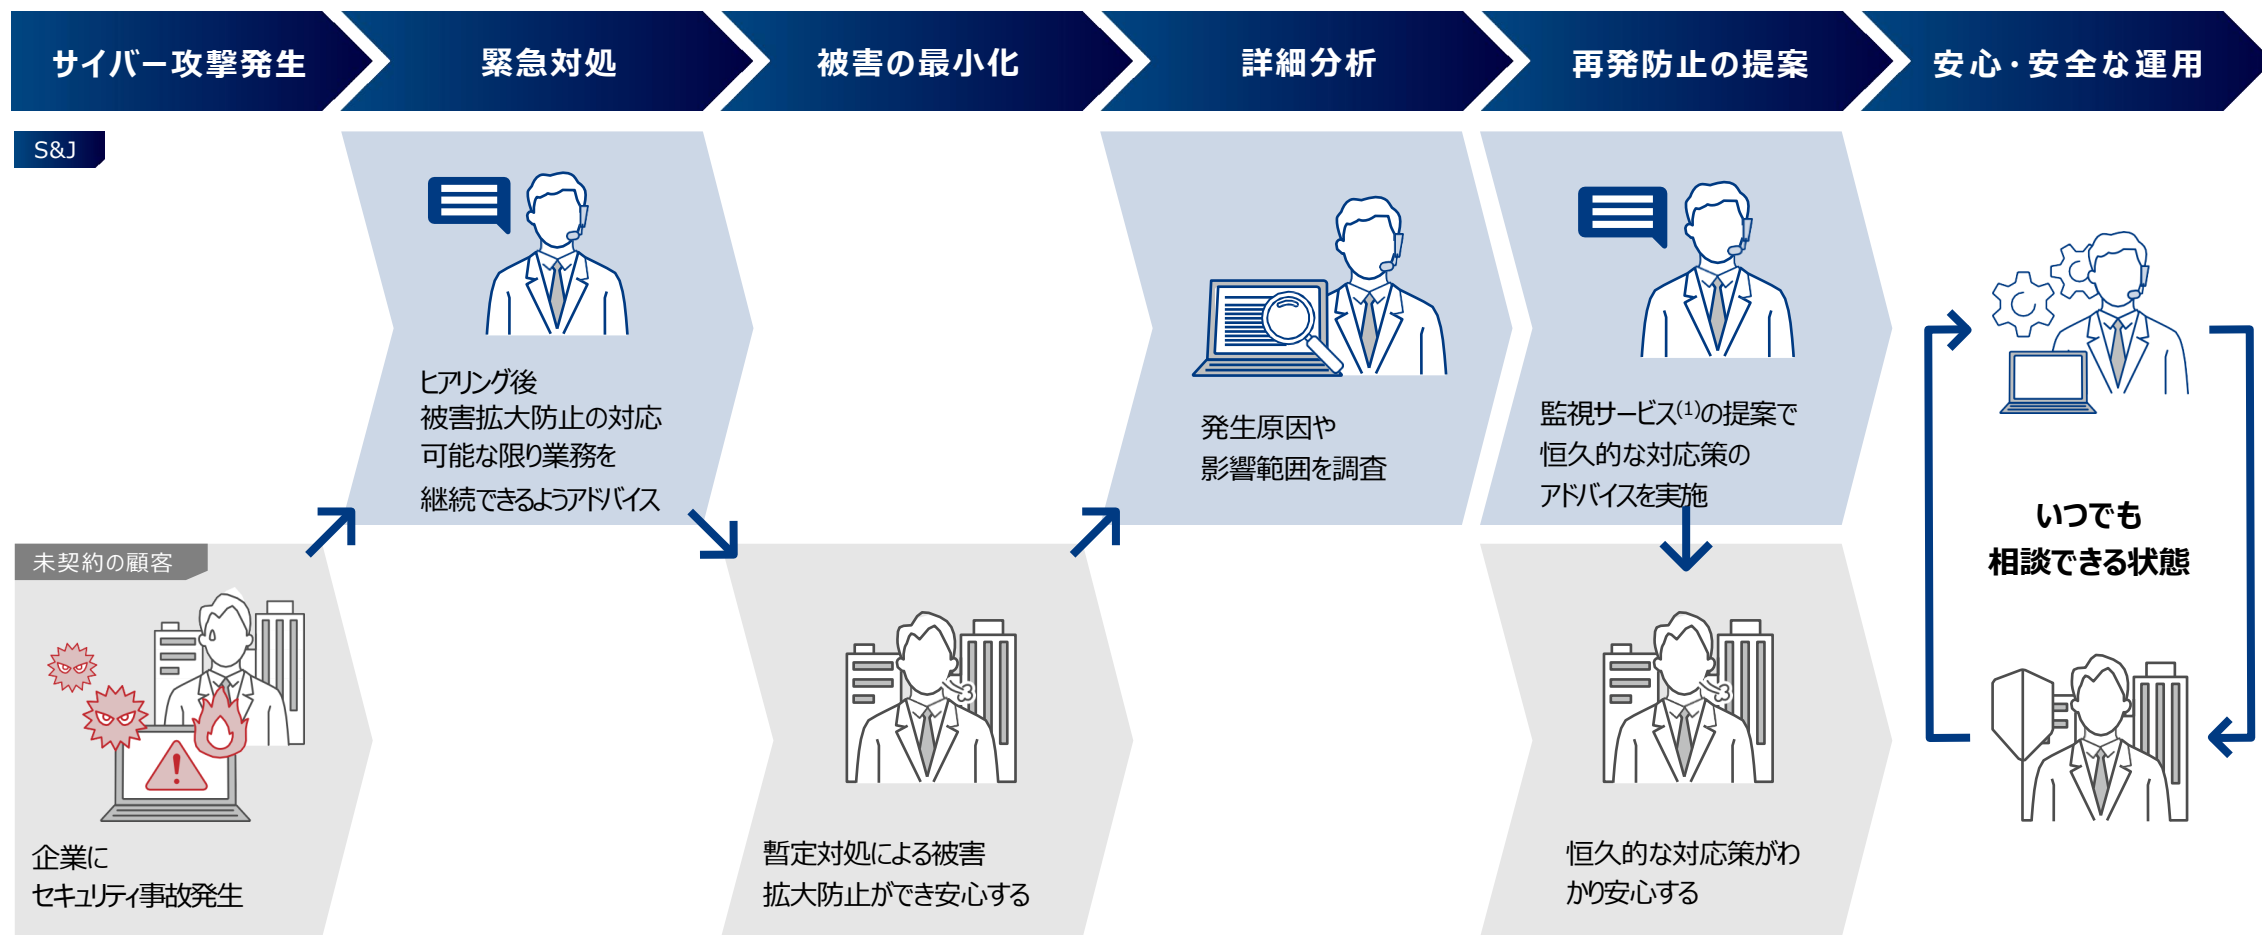 サイバー攻撃発生
緊急対処
被害の最小化
詳細分析
再発防止の提案
安心・安全な運用
S&J
ヒアリング後
被害拡大防止の対応
可能な限り業務を
継続できるようアドバイス
発生原因や
影響範囲を調査
監視サービス(1)の提案で
恒久的な対応策の
アドバイスを実施
いつでも
相談できる状態
未契約の顧客
企業に
セキュリティ事故発生
暫定対処による被害
拡大防止ができ安心する
恒久的な対応策がわ
かり安心する